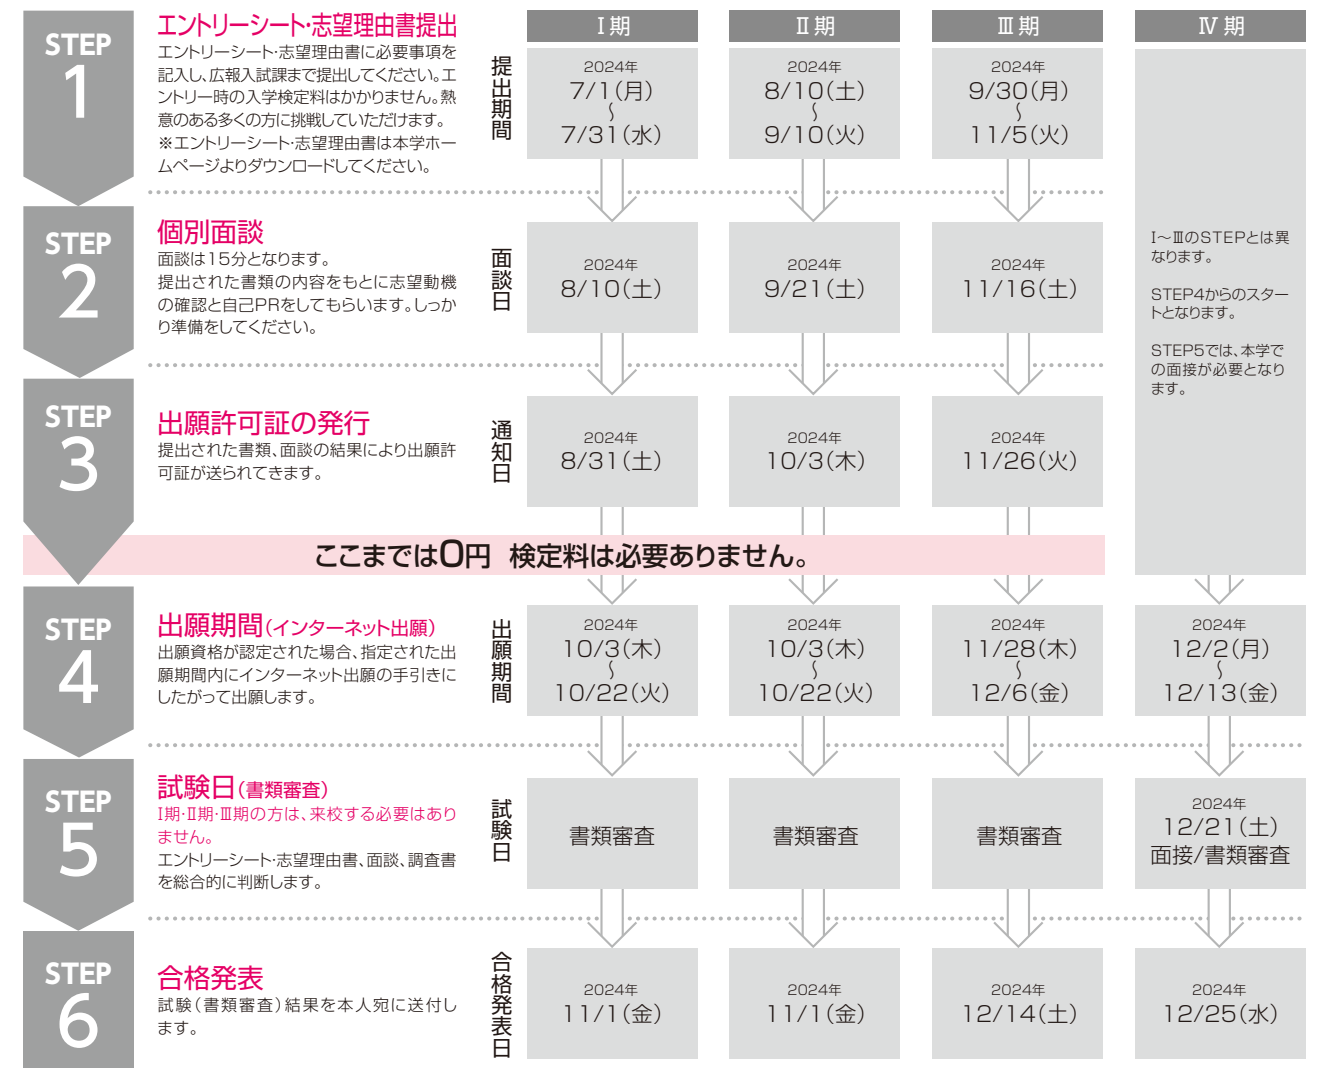 Ⅰ期
Ⅱ期
Ⅲ期
Ⅳ期
STEP
1
エントリーシート・志望理由書提出
エントリーシート・志望理由書に必要事項を
記入し、広報入試課まで提出してください。エ
ントリー時の入学検定料はかかりません。熱
意のある多くの方に挑戦していただけます。
※エントリーシート・志望理由書は本学ホー
ムページよりダウンロードしてください。
提出期間
2024年
7/1(月)
〜
7/31(水)
2024年
8/10(土)
〜
9/10(火)
2024年
9/30(月)
〜
11/5(火)
Ⅰ〜ⅢのSTEPとは異
なります。
STEP4からのスター
トとなります。
STEP5では、本学で
の面接が必要となり
ます。
STEP
2
個別面談
面談は15分となります。
提出された書類の内容をもとに志望動機
の確認と自己PRをしてもらいます。しっか
り準備をしてください。
面談日
2024年
8/10(土)
2024年
9/21(土)
2024年
11/16(土)
STEP
3
出願許可証の発行
提出された書類、面談の結果により出願許
可証が送られてきます。
通知日
2024年
8/31(土)
2024年
10/3(木)
2024年
11/26(火)
ここまでは0円 検定料は必要ありません。
STEP
4
出願期間(インターネット出願)
出願資格が認定された場合、指定された出
願期間内にインターネット出願の手引きに
したがって出願します。
出願期間
2024年
10/3(木)
〜
10/22(火)
2024年
10/3(木)
〜
10/22(火)
2024年
11/28(木)
〜
12/6(金)
2024年
12/2(月)
〜
12/13(金)
STEP
5
試験日(書類審査)
Ⅰ期・Ⅱ期・Ⅲ期の方は、来校する必要はあり
ません。
エントリーシート・志望理由書、面談、調査書
を総合的に判断します。
試験日
書類審査
書類審査
書類審査
2024年
12/21(土)
面接/書類審査
STEP
6
合格発表
試験(書類審査)結果を本人宛に送付し
ます。
合格発表日
2024年
11/1(金)
2024年
11/1(金)
2024年
12/14(土)
2024年
12/25(水)